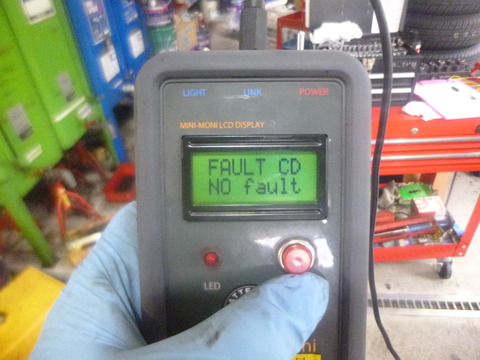 LIGHT LINK POWER
MINI-MONI LCD DISPLAY
FAULT CD
NO fault
LED